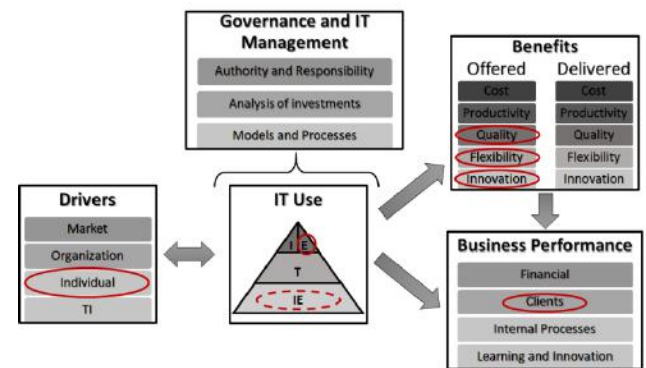 Governance and IT
Management
Authority and Responsibility
Analysis of investments
Models and Processes
Benefits
Offered Delivered
Cost Cost
Productivity Productivity
Quality Quality
Flexibility Flexibility
Innovation Innovation
Drivers
Market
Organization
Individual
TI
IT Use
I E
T
IE
Business Performance
Financial
Clients
Internal Processes
Learning and Innovation